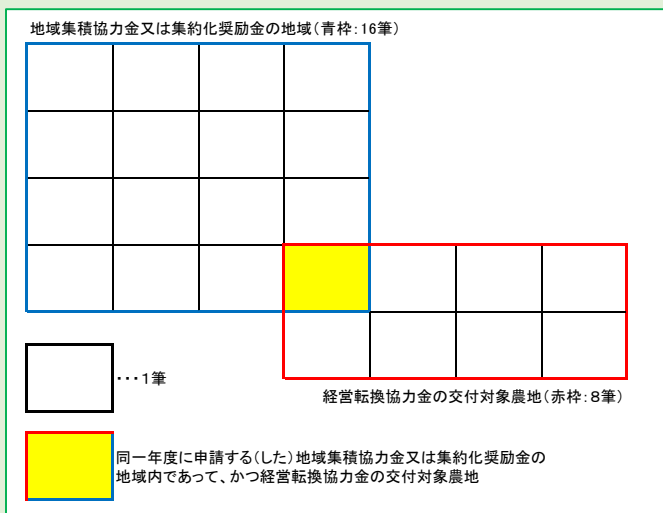 地域集積協力金又は集約化奨励金の地域(青枠:16筆)
・・・1筆
経営転換協力金の交付対象農地(赤枠:8筆)
同一年度に申請する(した)地域集積協力金又は集約化奨励金の
地域内であって、かつ経営転換協力金の交付対象農地